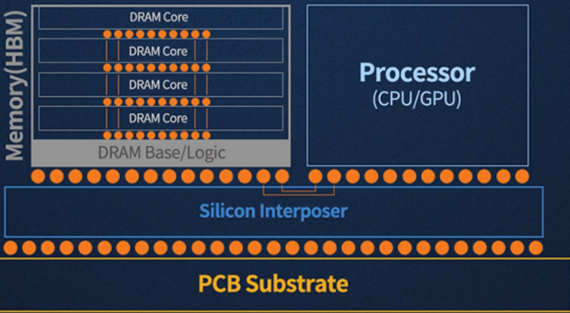 Memory(HBM)
DRAM Core
DRAM Core
DRAM Core
DRAM Core
DRAM Base/Logic
Processor
(CPU/GPU)
Silicon Interposer
PCB Substrate